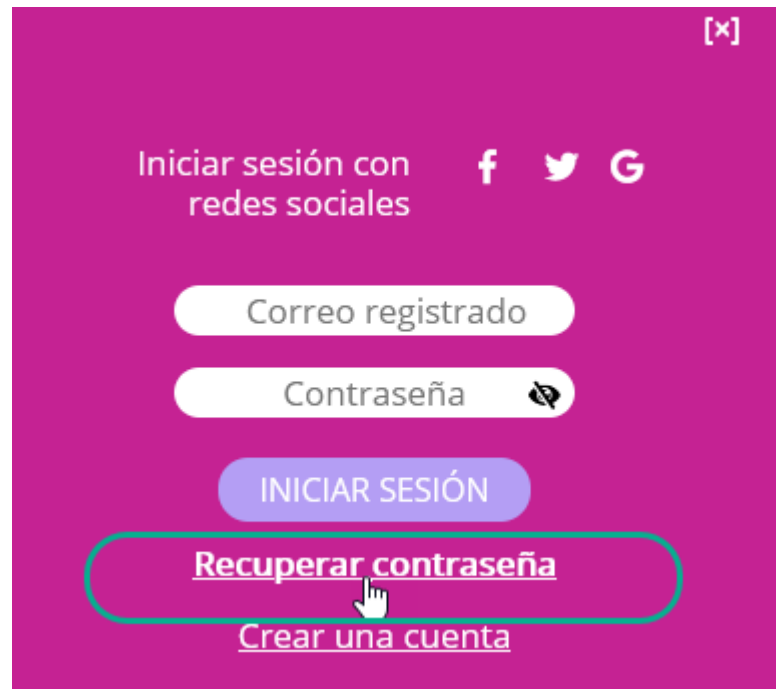 [×]
Iniciar sesión con
redes sociales
Correo registrado
Contraseña
INICIAR SESIÓN
Recuperar contraseña
Crear una cuenta